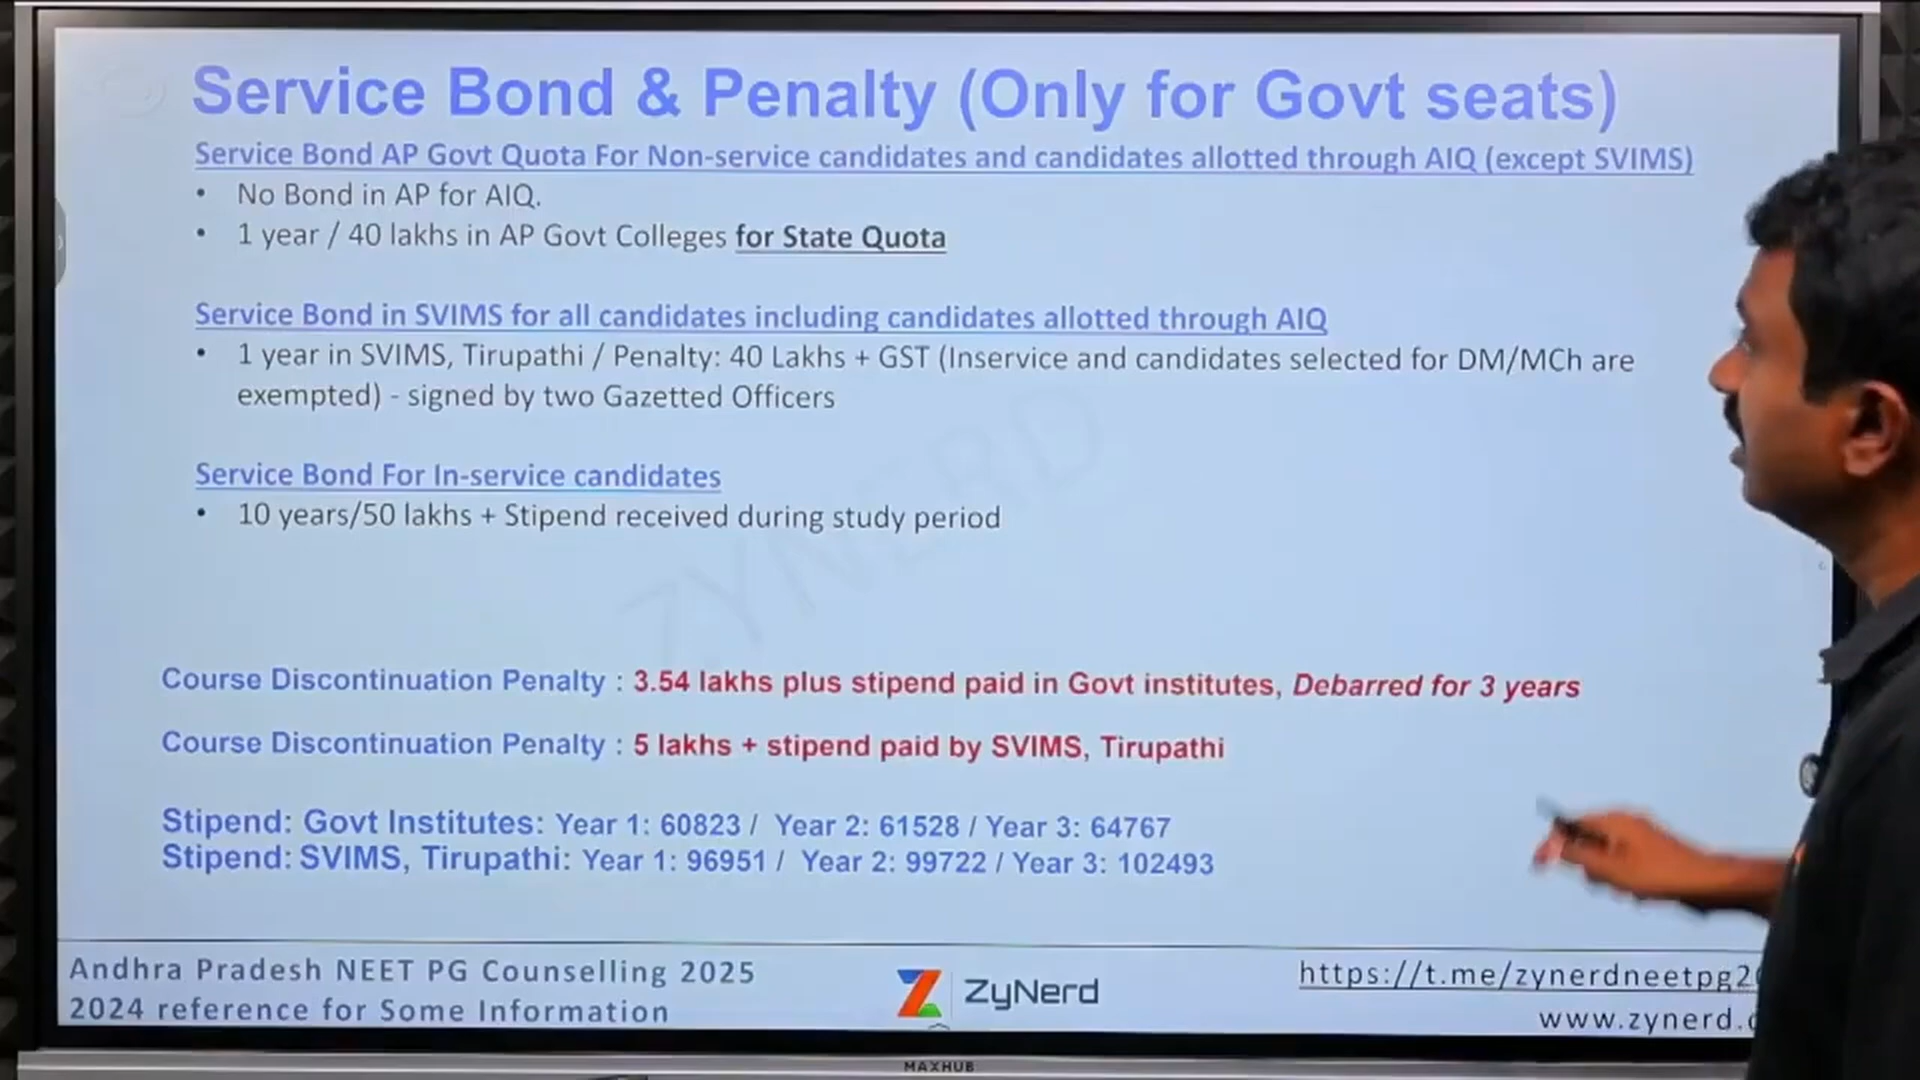 Service Bond & Penalty (Only for Govt seats)
Service Bond AP Govt Quota For Non-service candidates and candidates allotted through AIQ (except SVIMS)
• No Bond in AP for AIQ.
• 1 year / 40 lakhs in AP Govt Colleges for State Quota
Service Bond in SVIMS for all candidates including candidates allotted through AIQ
• 1 year in SVIMS, Tirupathi / Penalty: 40 Lakhs + GST (Inservice and candidates selected for DM/MCh are
exempted) - signed by two Gazetted Officers
Service Bond For In-service candidates
• 10 years/50 lakhs + Stipend received during study period
ZYNERD
Course Discontinuation Penalty : 3.54 lakhs plus stipend paid in Govt institutes, Debarred for 3 years
Course Discontinuation Penalty : 5 lakhs + stipend paid by SVIMS, Tirupathi
Stipend: Govt Institutes: Year 1: 60823 / Year 2: 61528 / Year 3: 64767
Stipend: SVIMS, Tirupathi: Year 1: 96951 / Year 2: 99722 / Year 3: 102493
Andhra Pradesh NEET PG Counselling 2025
2024 reference for Some Information
ZyNerd
https://t.me/zynerdneetpg2
www.zynerd.
MAXHUB